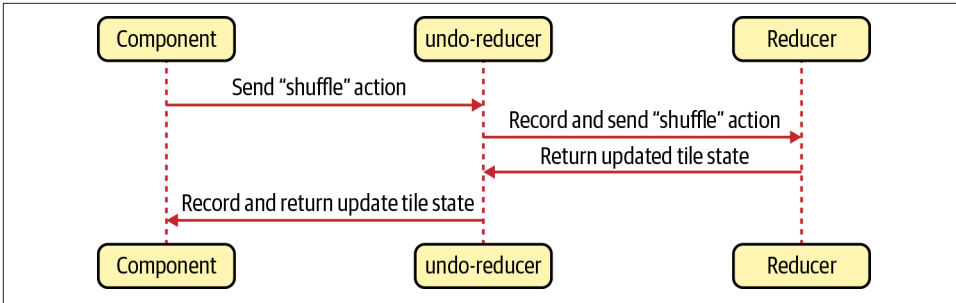 Component
undo-reducer
Reducer
Send “shuffle” action
Record and send “shuffle” action
Return updated tile state
Record and return update tile state
Component
undo-reducer
Reducer